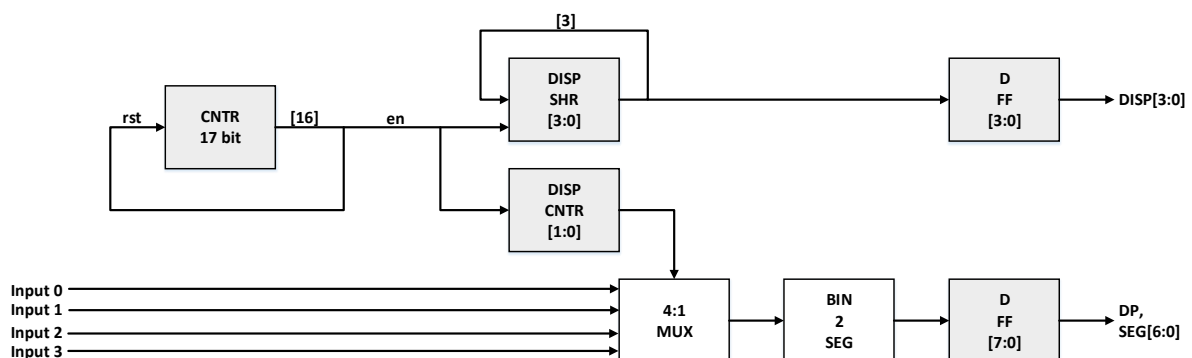 [3]
DISP
SHR
[3:0]
D
FF
[3:0]
DISP[3:0]
rst
CNTR
17 bit
[16]
en
DISP
CNTR
[1:0]
Input 0
Input 1
Input 2
Input 3
4:1
MUX
BIN
2
SEG
D
FF
[7:0]
DP,
SEG[6:0]